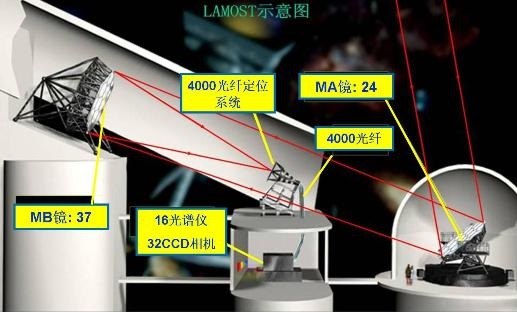 LAMOST示意图
4000光纤定位
系统
MA镜: 24
4000光纤
MB镜: 37
16光谱仪
32CCD相机